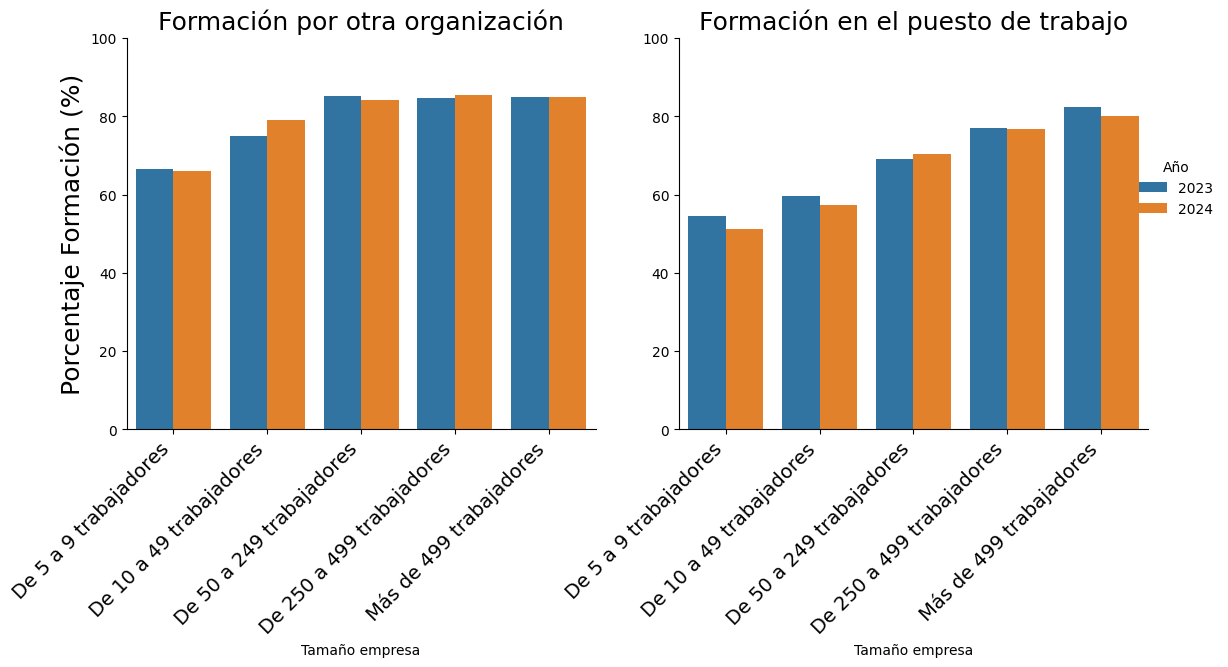 Formación por otra organización
Porcentaje Formación (%)
100
80
60
40
20
0
De 5 a 9 trabajadores
De 10 a 49 trabajadores
De 50 a 249 trabajadores
De 250 a 499 trabajadores
Más de 499 trabajadores
Tamaño empresa
Formación en el puesto de trabajo
100
80
60
40
20
0
De 5 a 9 trabajadores
De 10 a 49 trabajadores
De 50 a 249 trabajadores
De 250 a 499 trabajadores
Más de 499 trabajadores
Tamaño empresa
Año
2023
2024